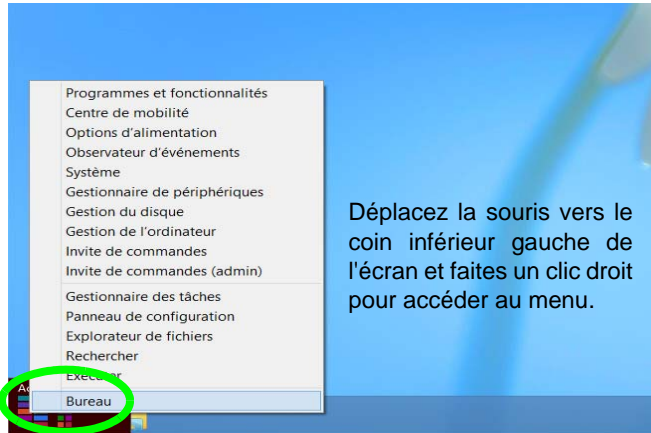 Programmes et fonctionnalités
Centre de mobilité
Options d'alimentation
Observateur d'événements
Système
Gestionnaire de périphériques
Gestion du disque
Gestion de l'ordinateur
Invite de commandes
Invite de commandes (admin)
Gestionnaire des tâches
Panneau de configuration
Explorateur de fichiers
Rechercher
Exécuter
Bureau
Déplacez la souris vers le
coin inférieur gauche de
l'écran et faites un clic droit
pour accéder au menu.